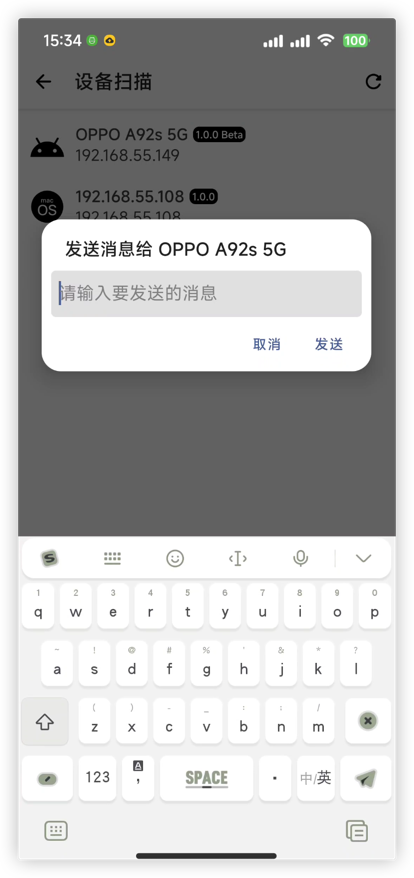 15:34
100
设备扫描
OPPO A92s 5G 1.0.0 Beta
192.168.55.149
mac OS
192.168.55.108 1.0.0
192.168.55.108
发送消息给 OPPO A92s 5G
请输入要发送的消息
取消 发送
S
1 2 3 4 5 6 7 8 9 0
q w e r t y u i o p
~ ! @ # % ' & * ?
a s d f g h j k l
( ) - _ : ; /
z x c v b n m
123 A , SPACE . 中/英